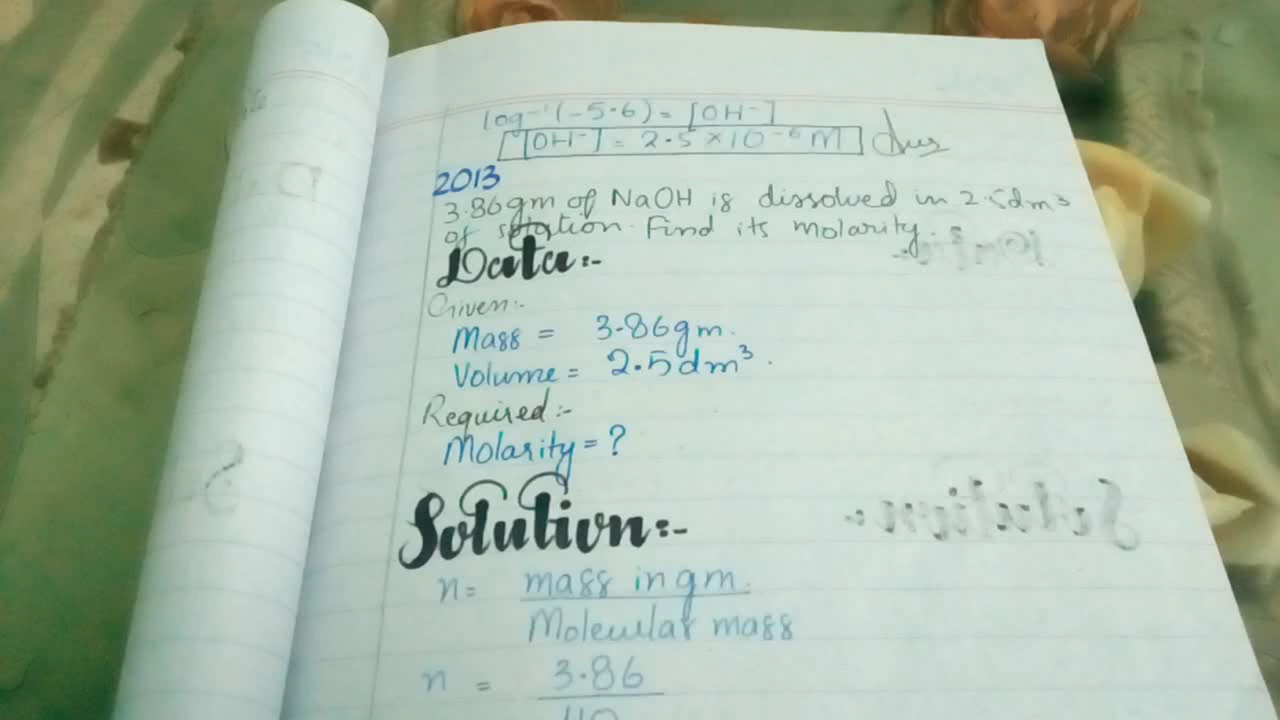 log⁻¹(-5.6) = [OH⁻]
[OH⁻] = 2.5 × 10⁻⁶ M Ans
2013
3.86gm of NaOH is dissolved in 2.5dm³
of solution. Find its molarity.
Data:-
Given:-
Mass = 3.86gm.
Volume = 2.5dm³.
Required:-
Molarity = ?
Solution:-
n = mass in gm.
Molecular mass
n = 3.86
40